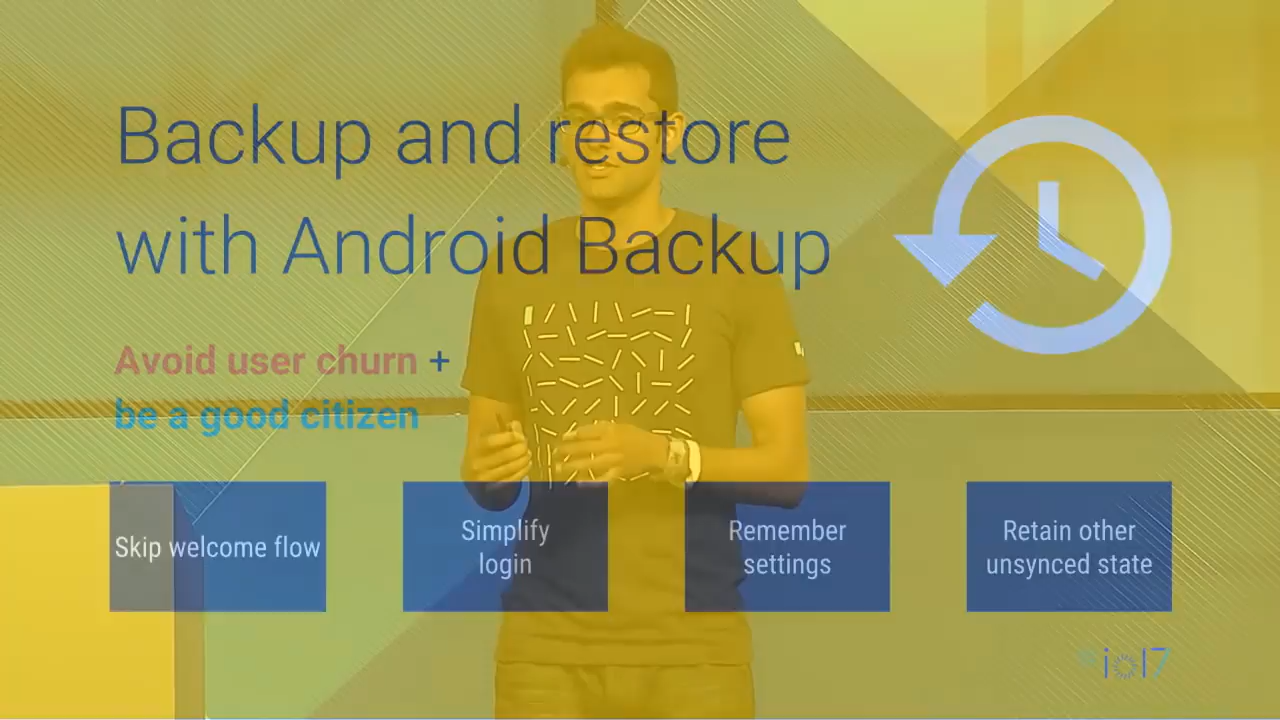 Backup and restore
with Android Backup
Avoid user churn +
be a good citizen
Skip welcome flow
Simplify
login
Remember
settings
Retain other
unsynced state
io17